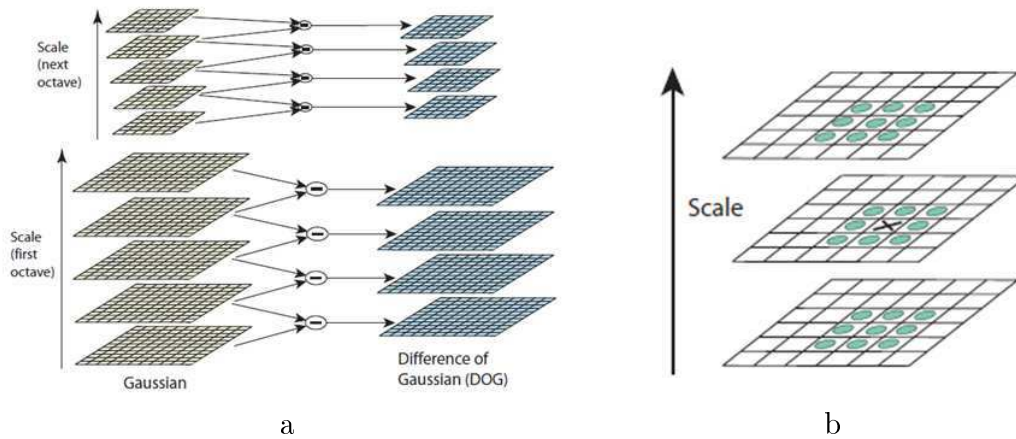 Scale
(next
octave)
Scale
(first
octave)
Gaussian
Difference of
Gaussian (DOG)
a
Scale
b